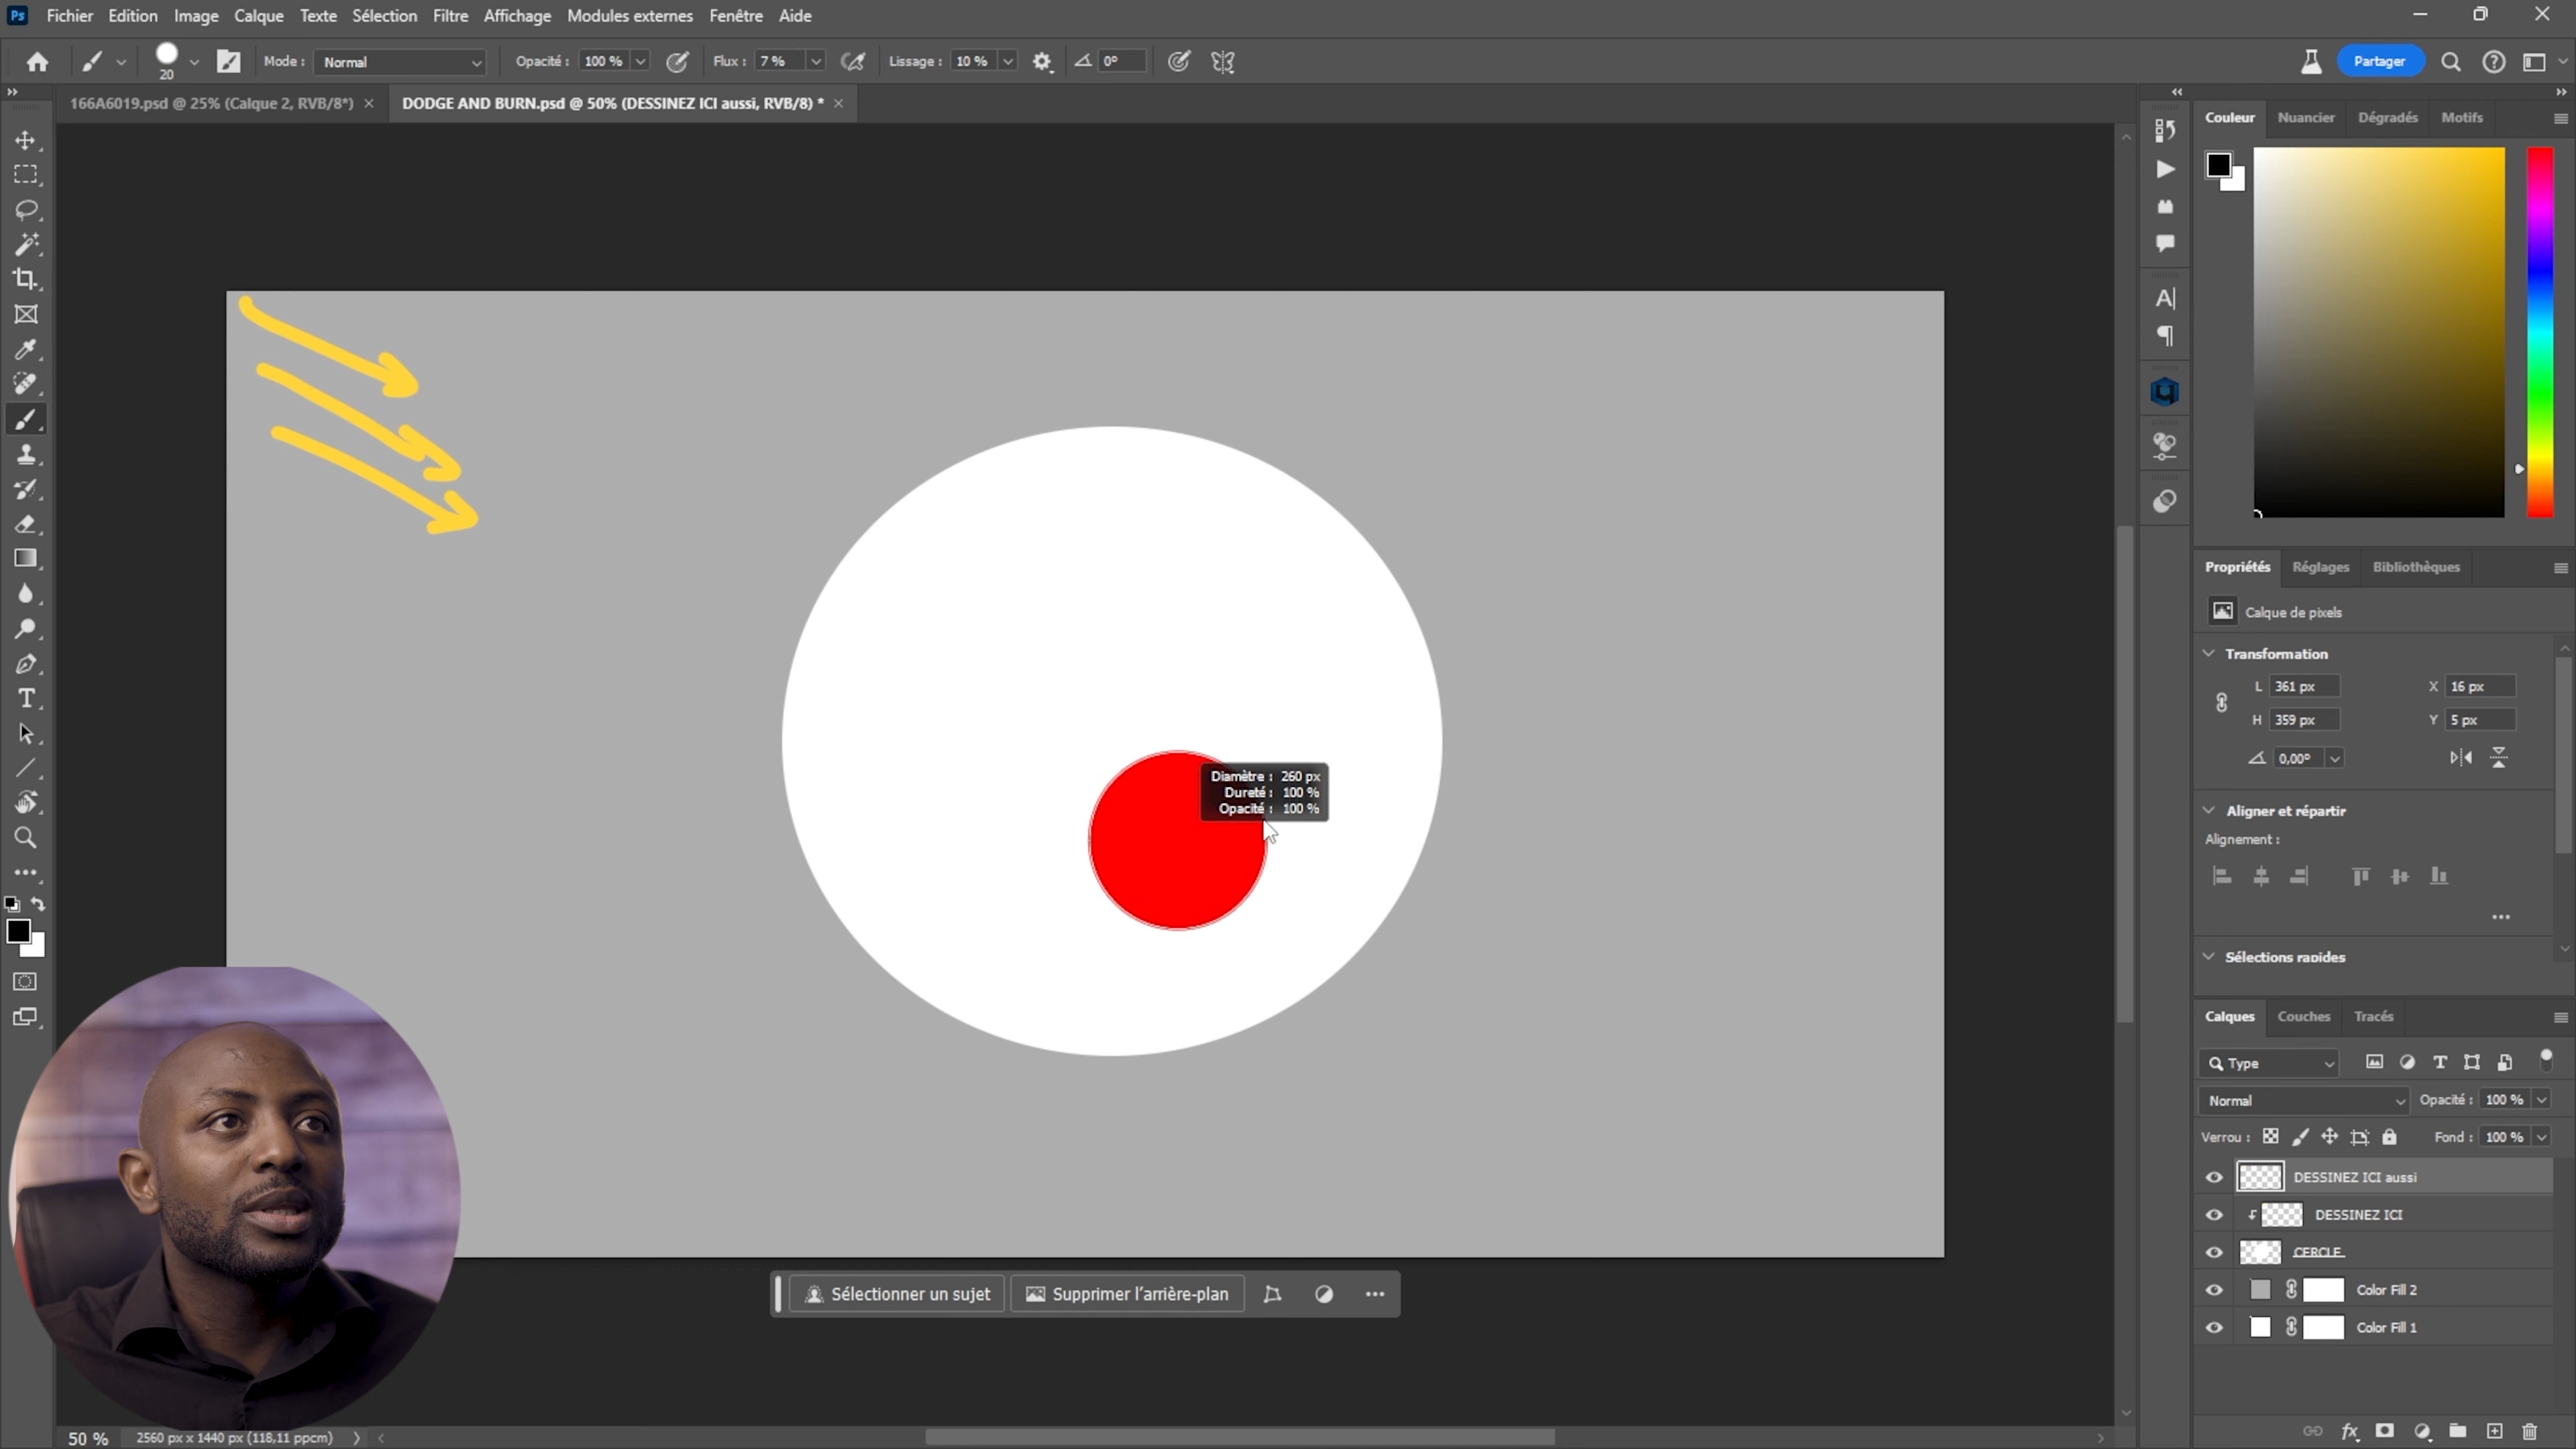 Ps Fichier Edition Image Calque Texte Sélection Filtre Affichage Modules externes Fenêtre Aide
20 Mode : Normal Opacité : 100 % Flux : 7 % Lissage : 10 % 0° Partager
166A6019.psd @ 25% (Calque 2, RVB/8*) × DODGE AND BURN.psd @ 50% (DESSINEZ ICI aussi, RVB/8) * ×
Couleur Nuancier Dégradés Motifs
Propriétés Réglages Bibliothèques
Calque de pixels
Transformation
L 361 px X 16 px
H 359 px Y 5 px
0,00°
Aligner et répartir
Alignement :
Sélections rapides
Diamètre : 260 px
Dureté : 100 %
Opacité : 100 %
Calques Couches Tracés
Type
Normal Opacité : 100 %
Verrou : Fond : 100 %
DESSINEZ ICI aussi
DESSINEZ ICI
CERCLE
Color Fill 2
Color Fill 1
Sélectionner un sujet Supprimer l'arrière-plan
50 % 2560 px x 1440 px (118,11 ppcm)